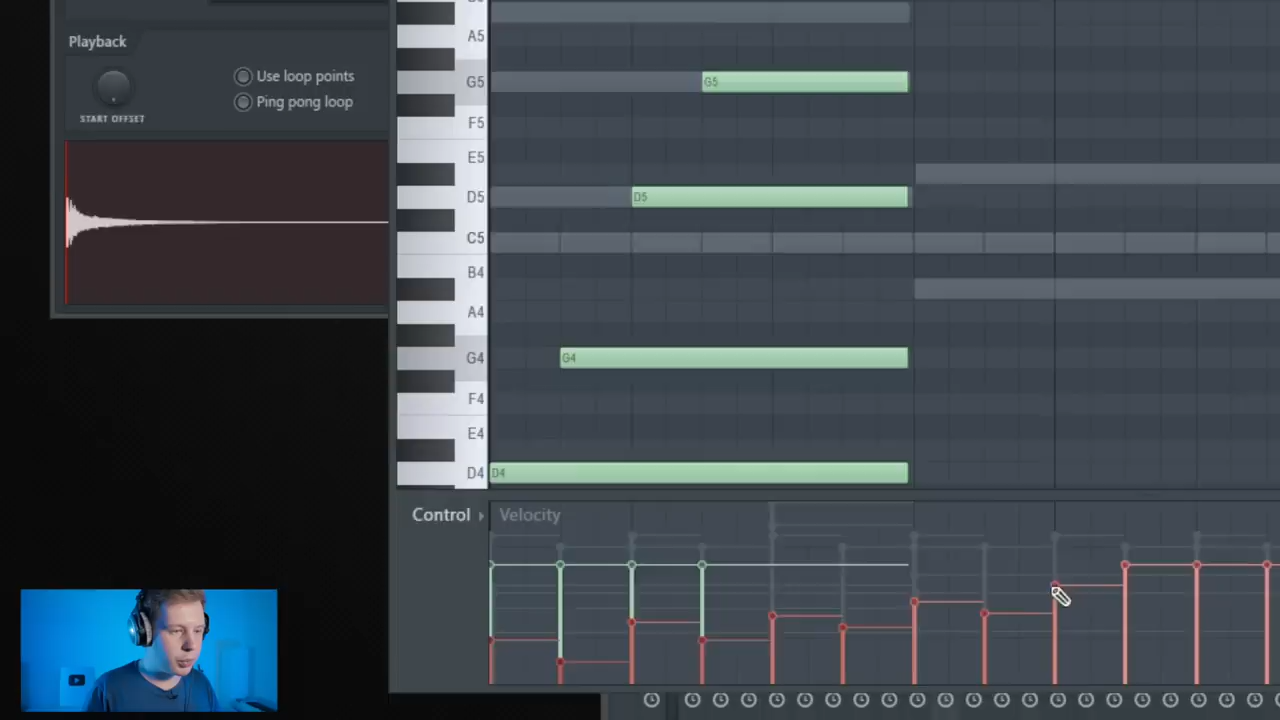 Playback
Use loop points
Ping pong loop
START OFFSET
A5
G5
G5
F5
E5
D5
D5
C5
B4
A4
G4
G4
F4
E4
D4
D4
Control
Velocity